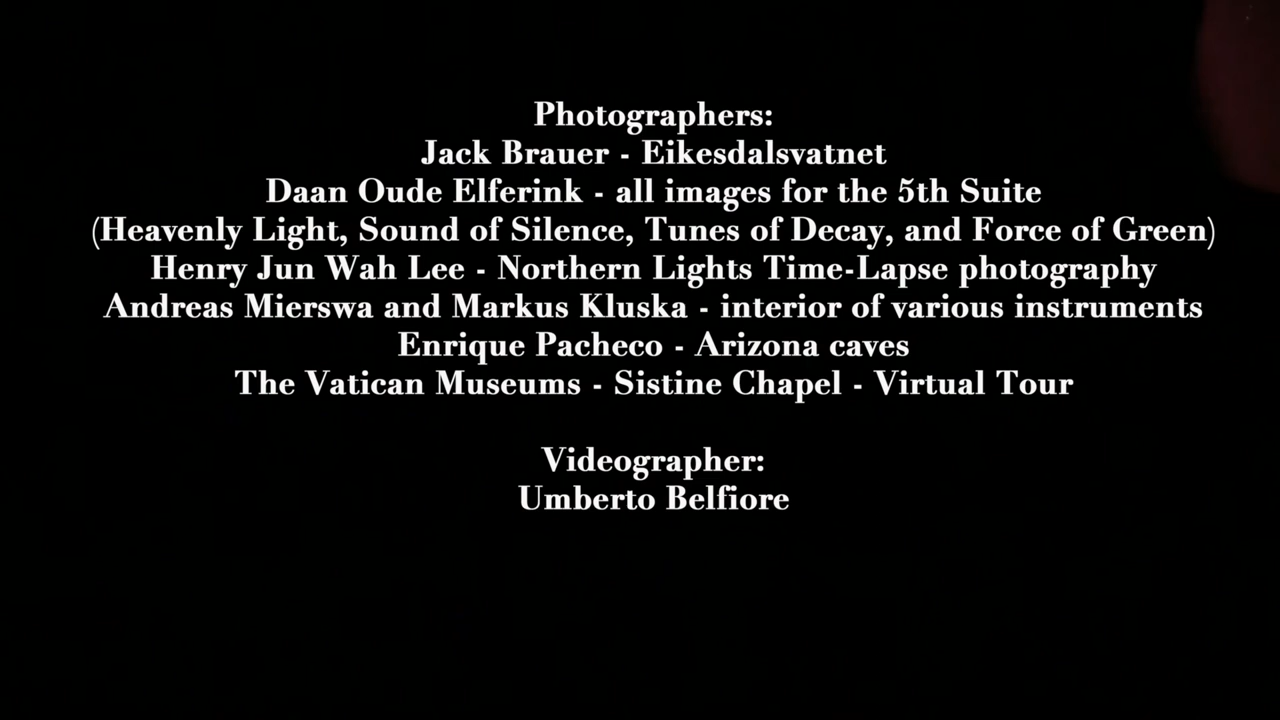 Photographers:
Jack Brauer - Eikesdalsvatnet
Daan Oude Elferink - all images for the 5th Suite
(Heavenly Light, Sound of Silence, Tunes of Decay, and Force of Green)
Henry Jun Wah Lee - Northern Lights Time-Lapse photography
Andreas Mierswa and Markus Kluska - interior of various instruments
Enrique Pacheco - Arizona caves
The Vatican Museums - Sistine Chapel - Virtual Tour
Videographer:
Umberto Belfiore